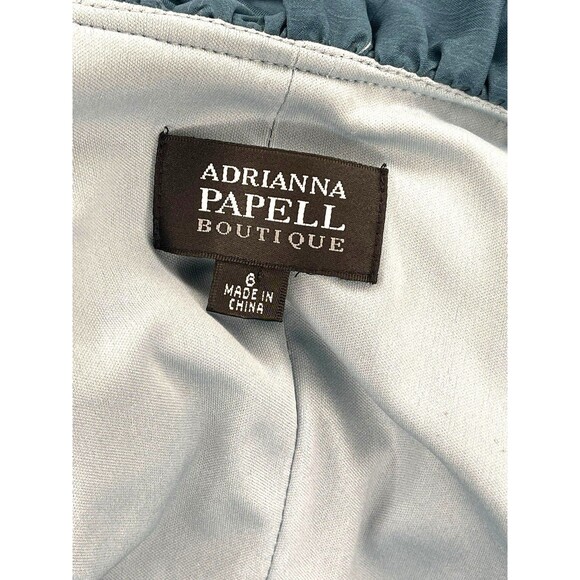 ADRIANNA
PAPELL
BOUTIQUE
6
MADE IN
CHINA